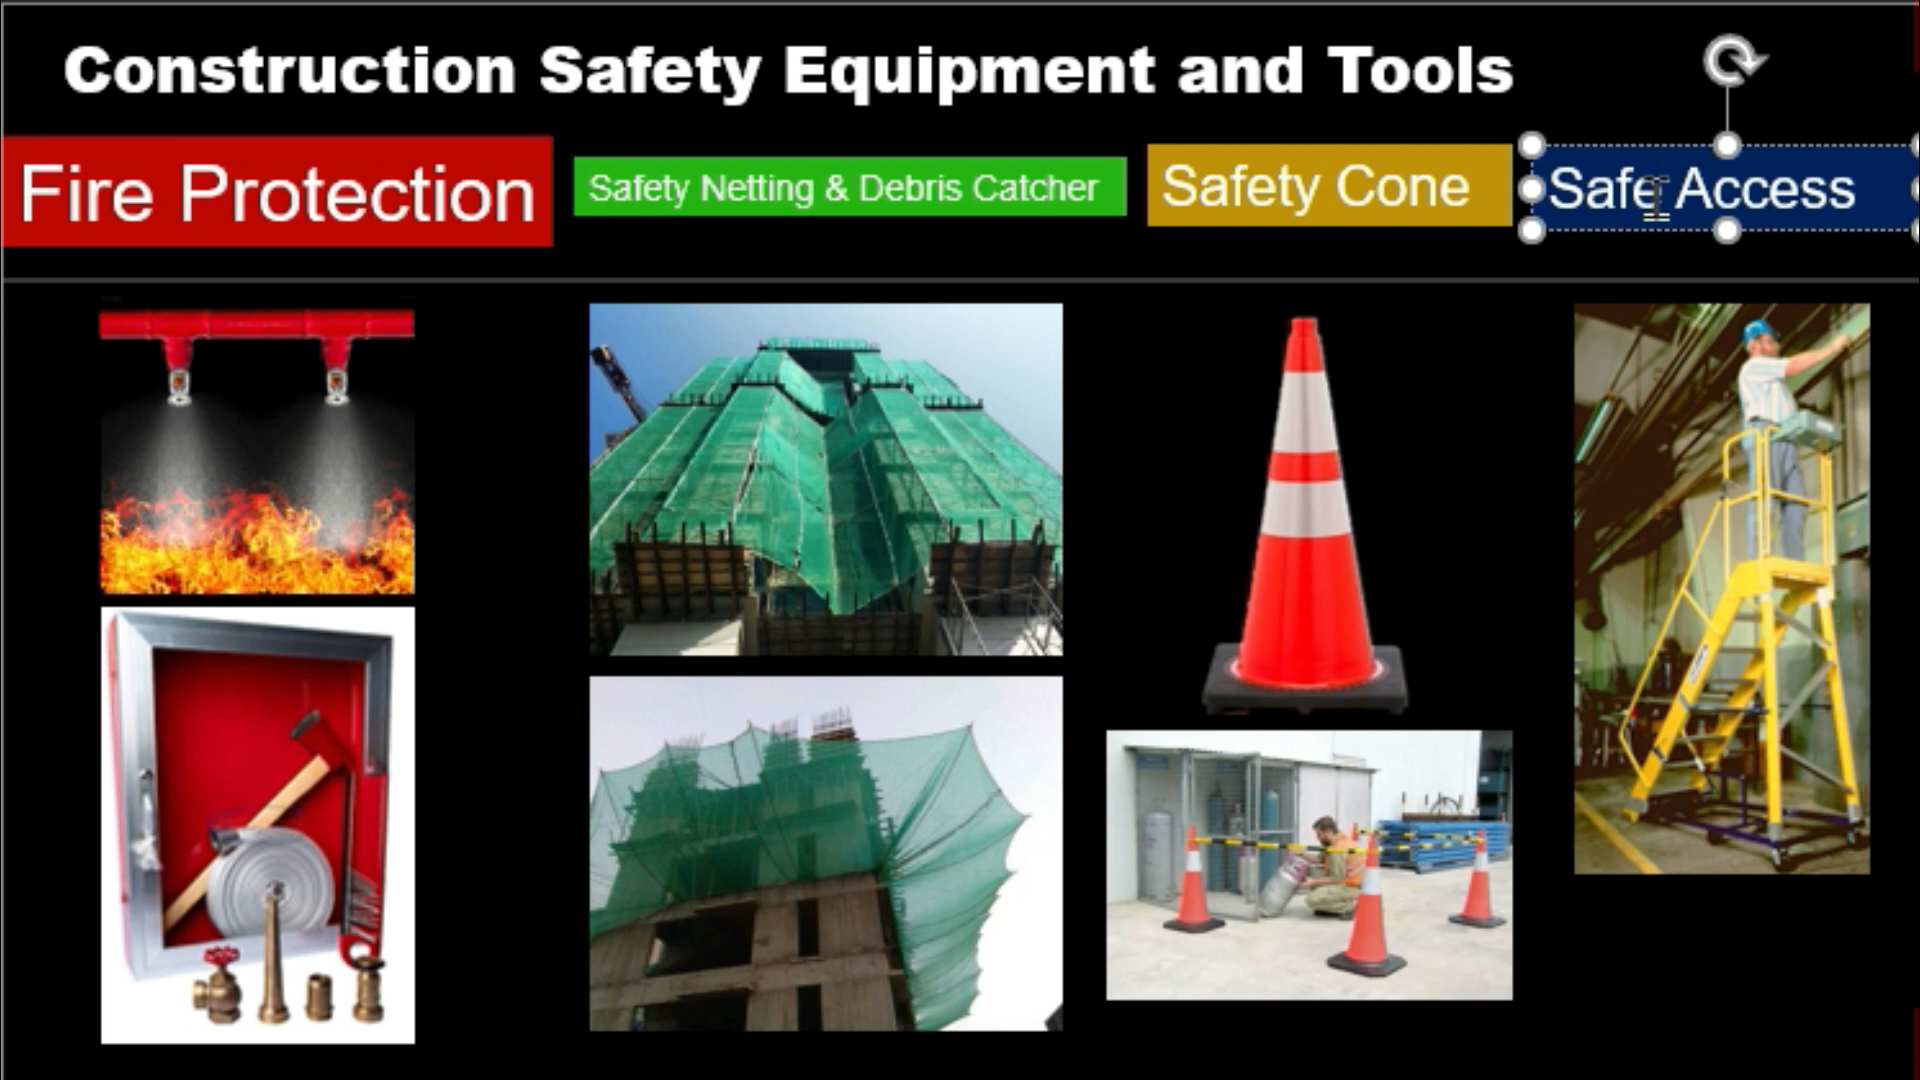 Construction Safety Equipment and Tools
Fire Protection
Safety Netting & Debris Catcher
Safety Cone
Safe Access